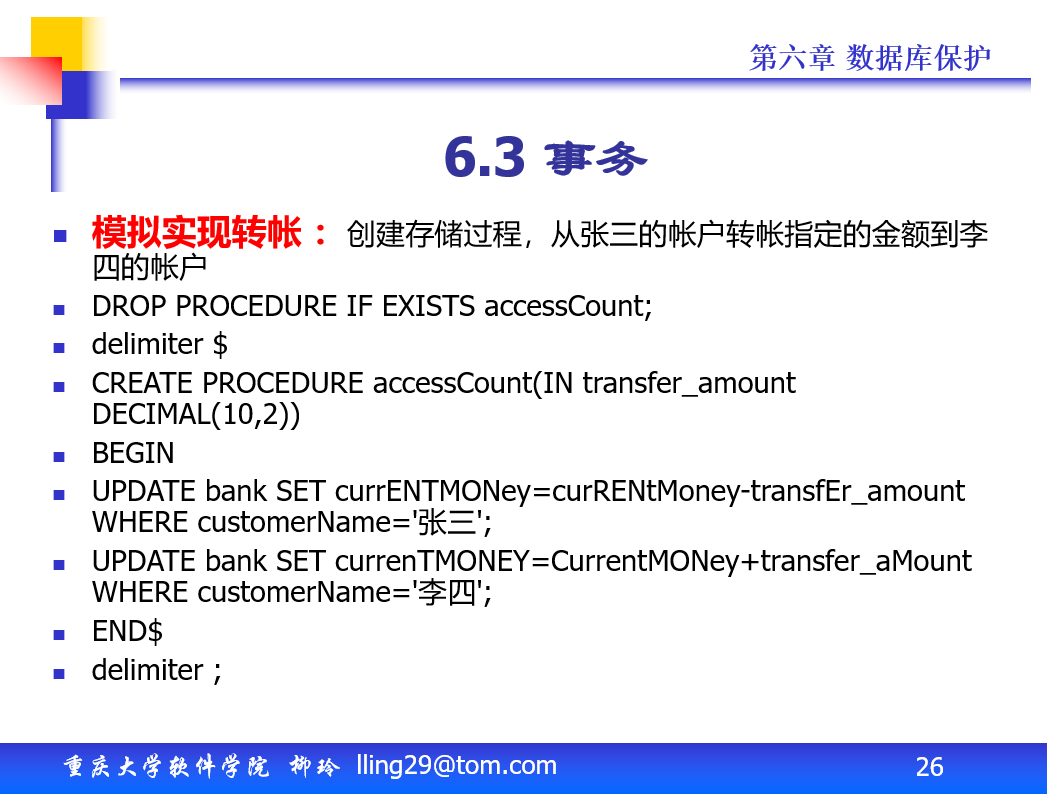 第六章 数据库保护
6.3 事务
模拟实现转帐 ：创建存储过程，从张三的帐户转帐指定的金额到李
四的帐户
DROP PROCEDURE IF EXISTS accessCount;
delimiter $
CREATE PROCEDURE accessCount(IN transfer_amount
DECIMAL(10,2))
BEGIN
UPDATE bank SET currENTMONey=curRENtMoney-transfEr_amount
WHERE customerName='张三';
UPDATE bank SET currenTMONEY=CurrentMONey+transfer_aMount
WHERE customerName='李四';
END$
delimiter ;
重庆大学软件学院 柳玲 lling29@tom.com 26